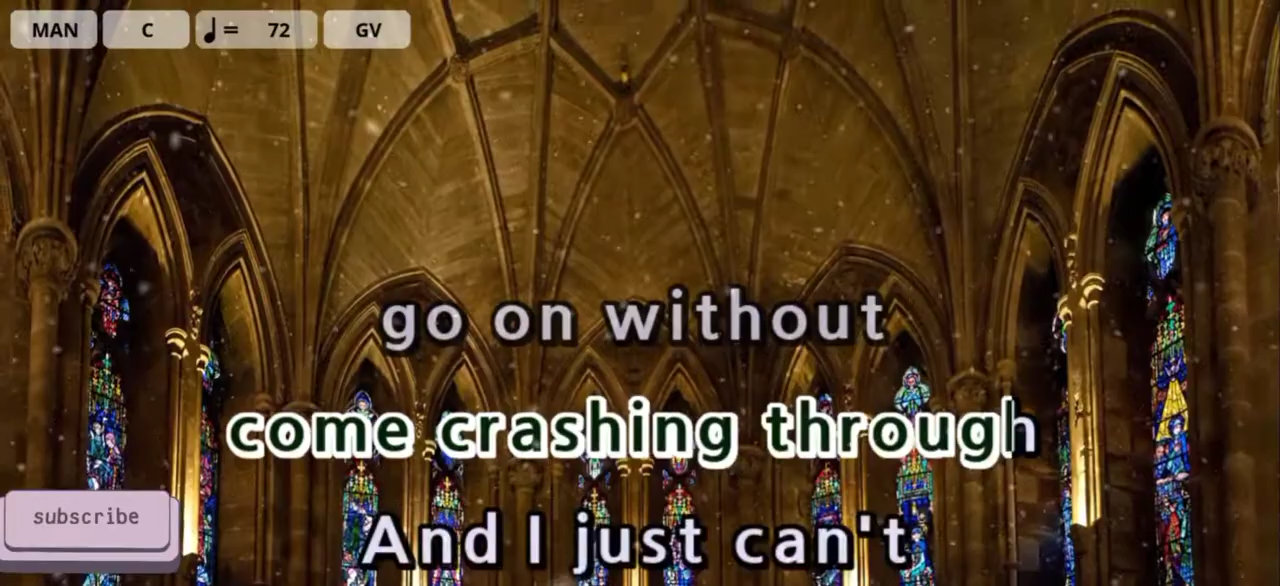 MAN C ♩= 72 GV
go on without
come crashing through
subscribe
And I just can't